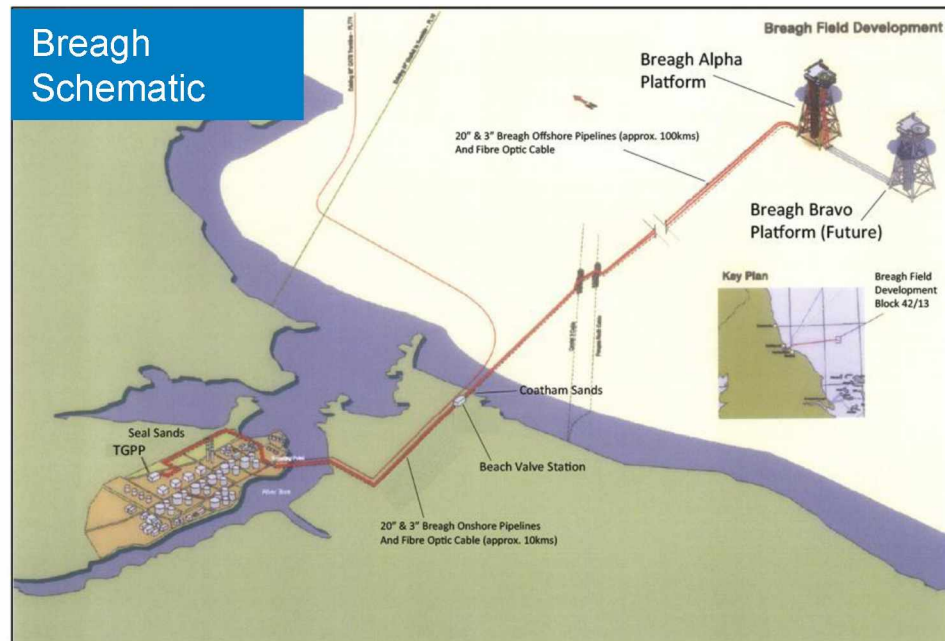 Breagh
Schematic
Breagh Field Development
Breagh Alpha
Platform
20" & 3" Breagh Offshore Pipelines (approx. 100kms)
And Fibre Optic Cable
Breagh Bravo
Platform (Future)
Key Plan
Breagh Field
Development
Block 42/13
Coatham Sands
Seal Sands
TGPP
Beach Valve Station
20" & 3" Breagh Onshore Pipelines
And Fibre Optic Cable (approx. 10kms)